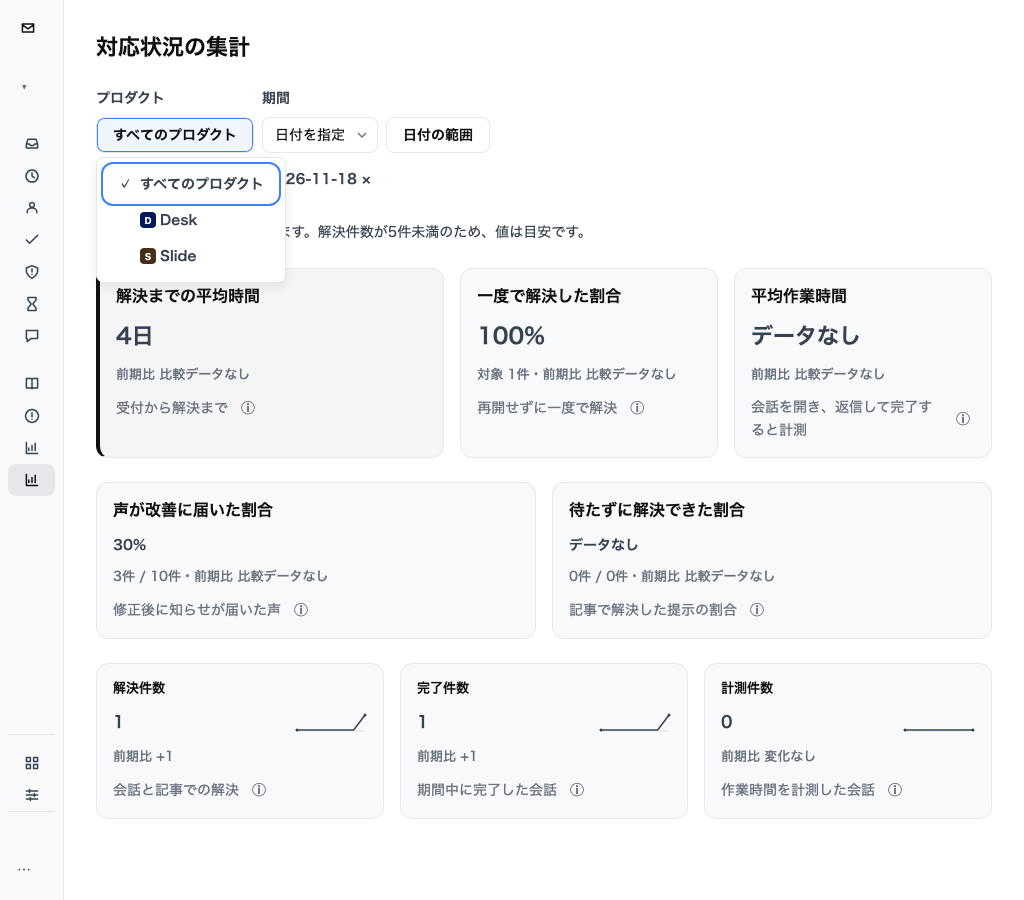 対応状況の集計
プロダクト
期間
すべてのプロダクト
日付を指定
日付の範囲
✓ すべてのプロダクト
26-11-18 ×
D Desk
ます。解決件数が5件未満のため、値は目安です。
S Slide
解決までの平均時間
4日
前期比 比較データなし
受付から解決まで
一度で解決した割合
100%
対象 1件・前期比 比較データなし
再開せずに一度で解決
平均作業時間
データなし
前期比 比較データなし
会話を開き、返信して完了す
ると計測
声が改善に届いた割合
30%
3件 / 10件・前期比 比較データなし
修正後に知らせが届いた声
待たずに解決できた割合
データなし
0件 / 0件・前期比 比較データなし
記事で解決した提示の割合
解決件数
1
前期比 +1
会話と記事での解決
完了件数
1
前期比 +1
期間中に完了した会話
計測件数
0
前期比 変化なし
作業時間を計測した会話